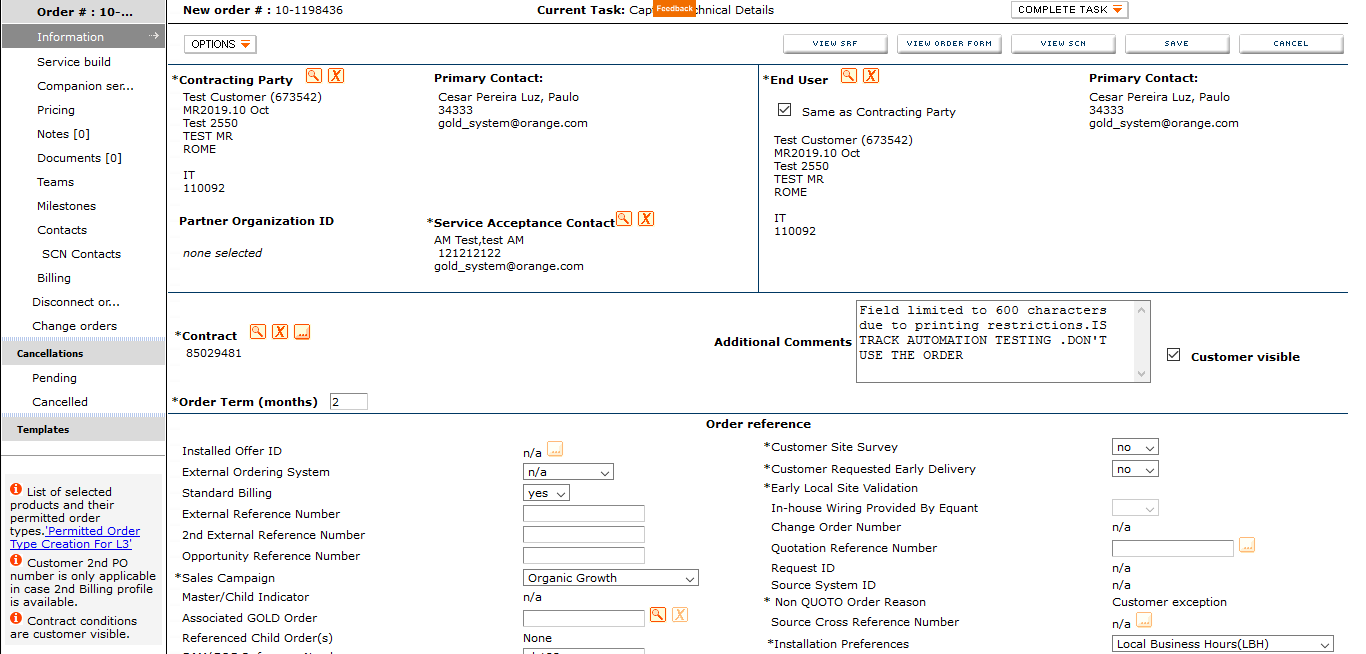 Order # : 10-...
New order # : 10-1198436
Current Task: Cap
Feedback
chnical Details
COMPLETE TASK
Information
OPTIONS
VIEW SRF
VIEW ORDER FORM
VIEW SCN
SAVE
CANCEL
Service build
Companion ser...
Pricing
Notes [0]
Documents [0]
Teams
Milestones
Contacts
SCN Contacts
Billing
Disconnect or...
Change orders
Cancellations
Pending
Cancelled
Templates
List of selected
products and their
permitted order
types.'Permitted Order
Type Creation For L3'
Customer 2nd PO
number is only applicable
in case 2nd Billing profile
is available.
Contract conditions
are customer visible.
*Contracting Party
Test Customer (673542)
MR2019.10 Oct
Test 2550
TEST MR
ROME
IT
110092
Primary Contact:
Cesar Pereira Luz, Paulo
34333
gold_system@orange.com
Partner Organization ID
none selected
*Service Acceptance Contact
AM Test,test AM
121212122
gold_system@orange.com
*End User
Same as Contracting Party
Test Customer (673542)
MR2019.10 Oct
Test 2550
TEST MR
ROME
IT
110092
Primary Contact:
Cesar Pereira Luz, Paulo
34333
gold_system@orange.com
*Contract
85029481
Additional Comments
Field limited to 600 characters
due to printing restrictions.IS
TRACK AUTOMATION TESTING .DON'T
USE THE ORDER
Customer visible
*Order Term (months) 2
Order reference
Installed Offer ID n/a
External Ordering System n/a
Standard Billing yes
External Reference Number
2nd External Reference Number
Opportunity Reference Number
*Sales Campaign Organic Growth
Master/Child Indicator n/a
Associated GOLD Order
Referenced Child Order(s) None
*Customer Site Survey no
*Customer Requested Early Delivery no
*Early Local Site Validation
In-house Wiring Provided By Equant
Change Order Number n/a
Quotation Reference Number
Request ID n/a
Source System ID n/a
* Non QUOTO Order Reason Customer exception
Source Cross Reference Number n/a
*Installation Preferences Local Business Hours(LBH)